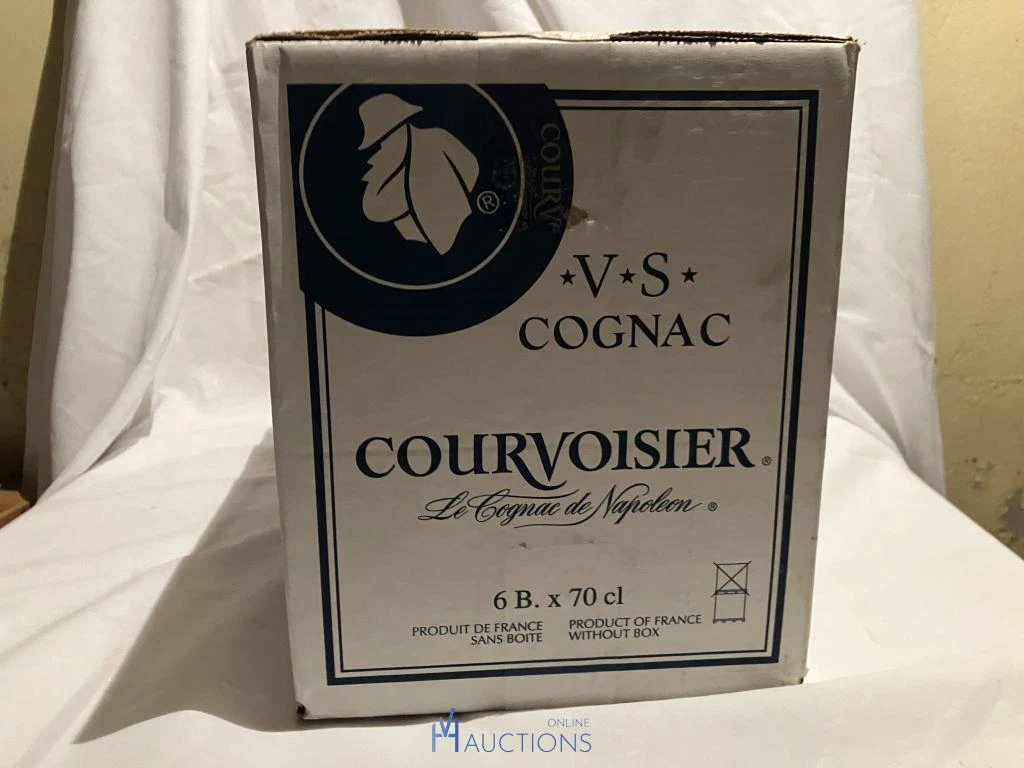 COURV
®
★V★S★
COGNAC
COURVOISIER®
Le Cognac de Napoleon ®
6 B. x 70 cl
PRODUIT DE FRANCE
SANS BOITE
PRODUCT OF FRANCE
WITHOUT BOX
ONLINE
AUCTIONS